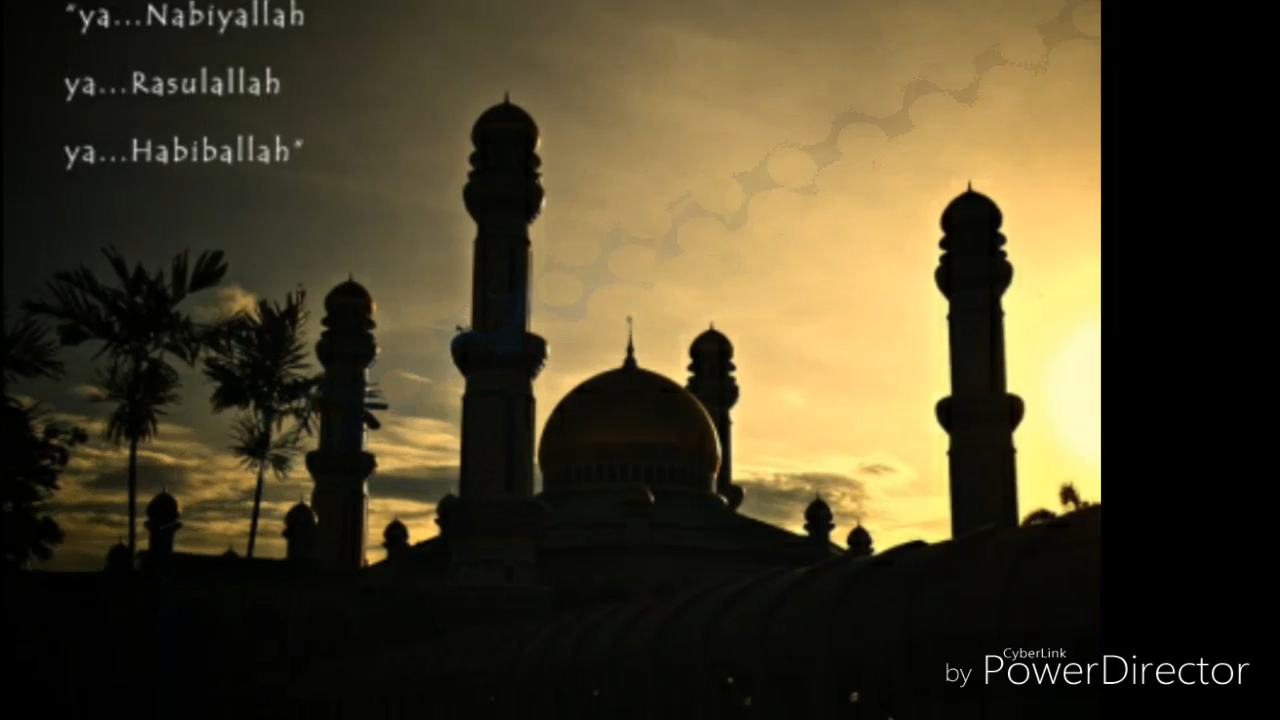 "ya...Nabiyallah
ya...Rasulallah
ya...Habiballah"
CyberLink
by PowerDirector